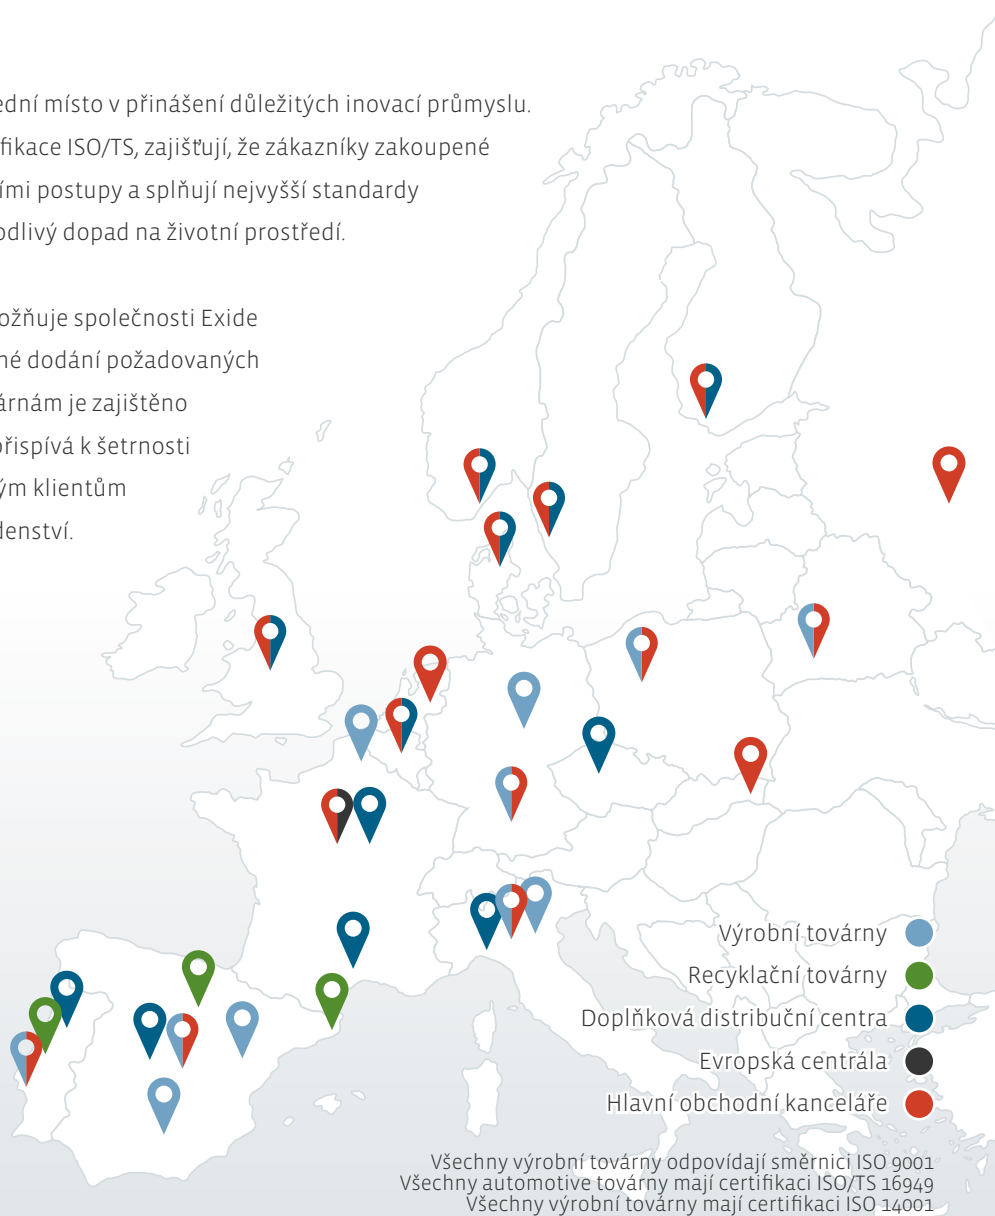 ední místo v přinášení důležitých inovací průmyslu.
fikace ISO/TS, zajišťují, že zákazníky zakoupené
ími postupy a splňují nejvyšší standardy
odlivý dopad na životní prostředí.
ožňuje společnosti Exide
né dodání požadovaných
árnám je zajištěno
přispívá k šetrnosti
ým klientům
denství.
Výrobní továrny
Recyklační továrny
Doplňková distribuční centra
Evropská centrála
Hlavní obchodní kanceláře
Všechny výrobní továrny odpovídají směrnici ISO 9001
Všechny automotive továrny mají certifikaci ISO/TS 16949
Všechny výrobní továrny mají certifikaci ISO 14001